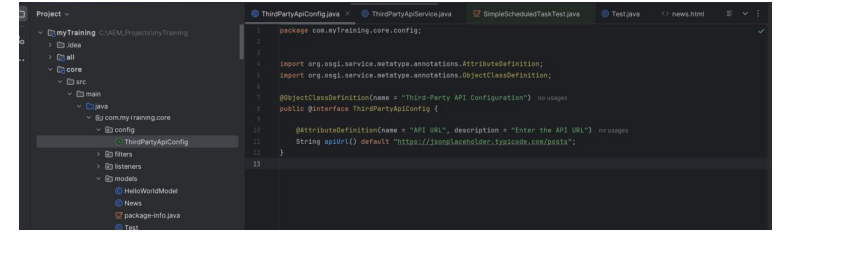 Project
myTraining C:\AEM_Projects\myTraining
.idea
all
core
src
main
java
com.myTraining.core
config
ThirdPartyApiConfig
filters
listeners
models
HelloWorldModel
News
package-info.java
Test
ThirdPartyApiConfig.java × ThirdPartyApiService.java SimpleScheduledTaskTest.java Test.java news.html
1 package com.myTraining.core.config;
2
3
4 import org.osgi.service.metatype.annotations.AttributeDefinition;
5 import org.osgi.service.metatype.annotations.ObjectClassDefinition;
6
7 @ObjectClassDefinition(name = "Third-Party API Configuration") no usages
8 public @interface ThirdPartyApiConfig {
9
10 @AttributeDefinition(name = "API URL", description = "Enter the API URL") no usages
11 String apiUrl() default "https://jsonplaceholder.typicode.com/posts";
12 }
13